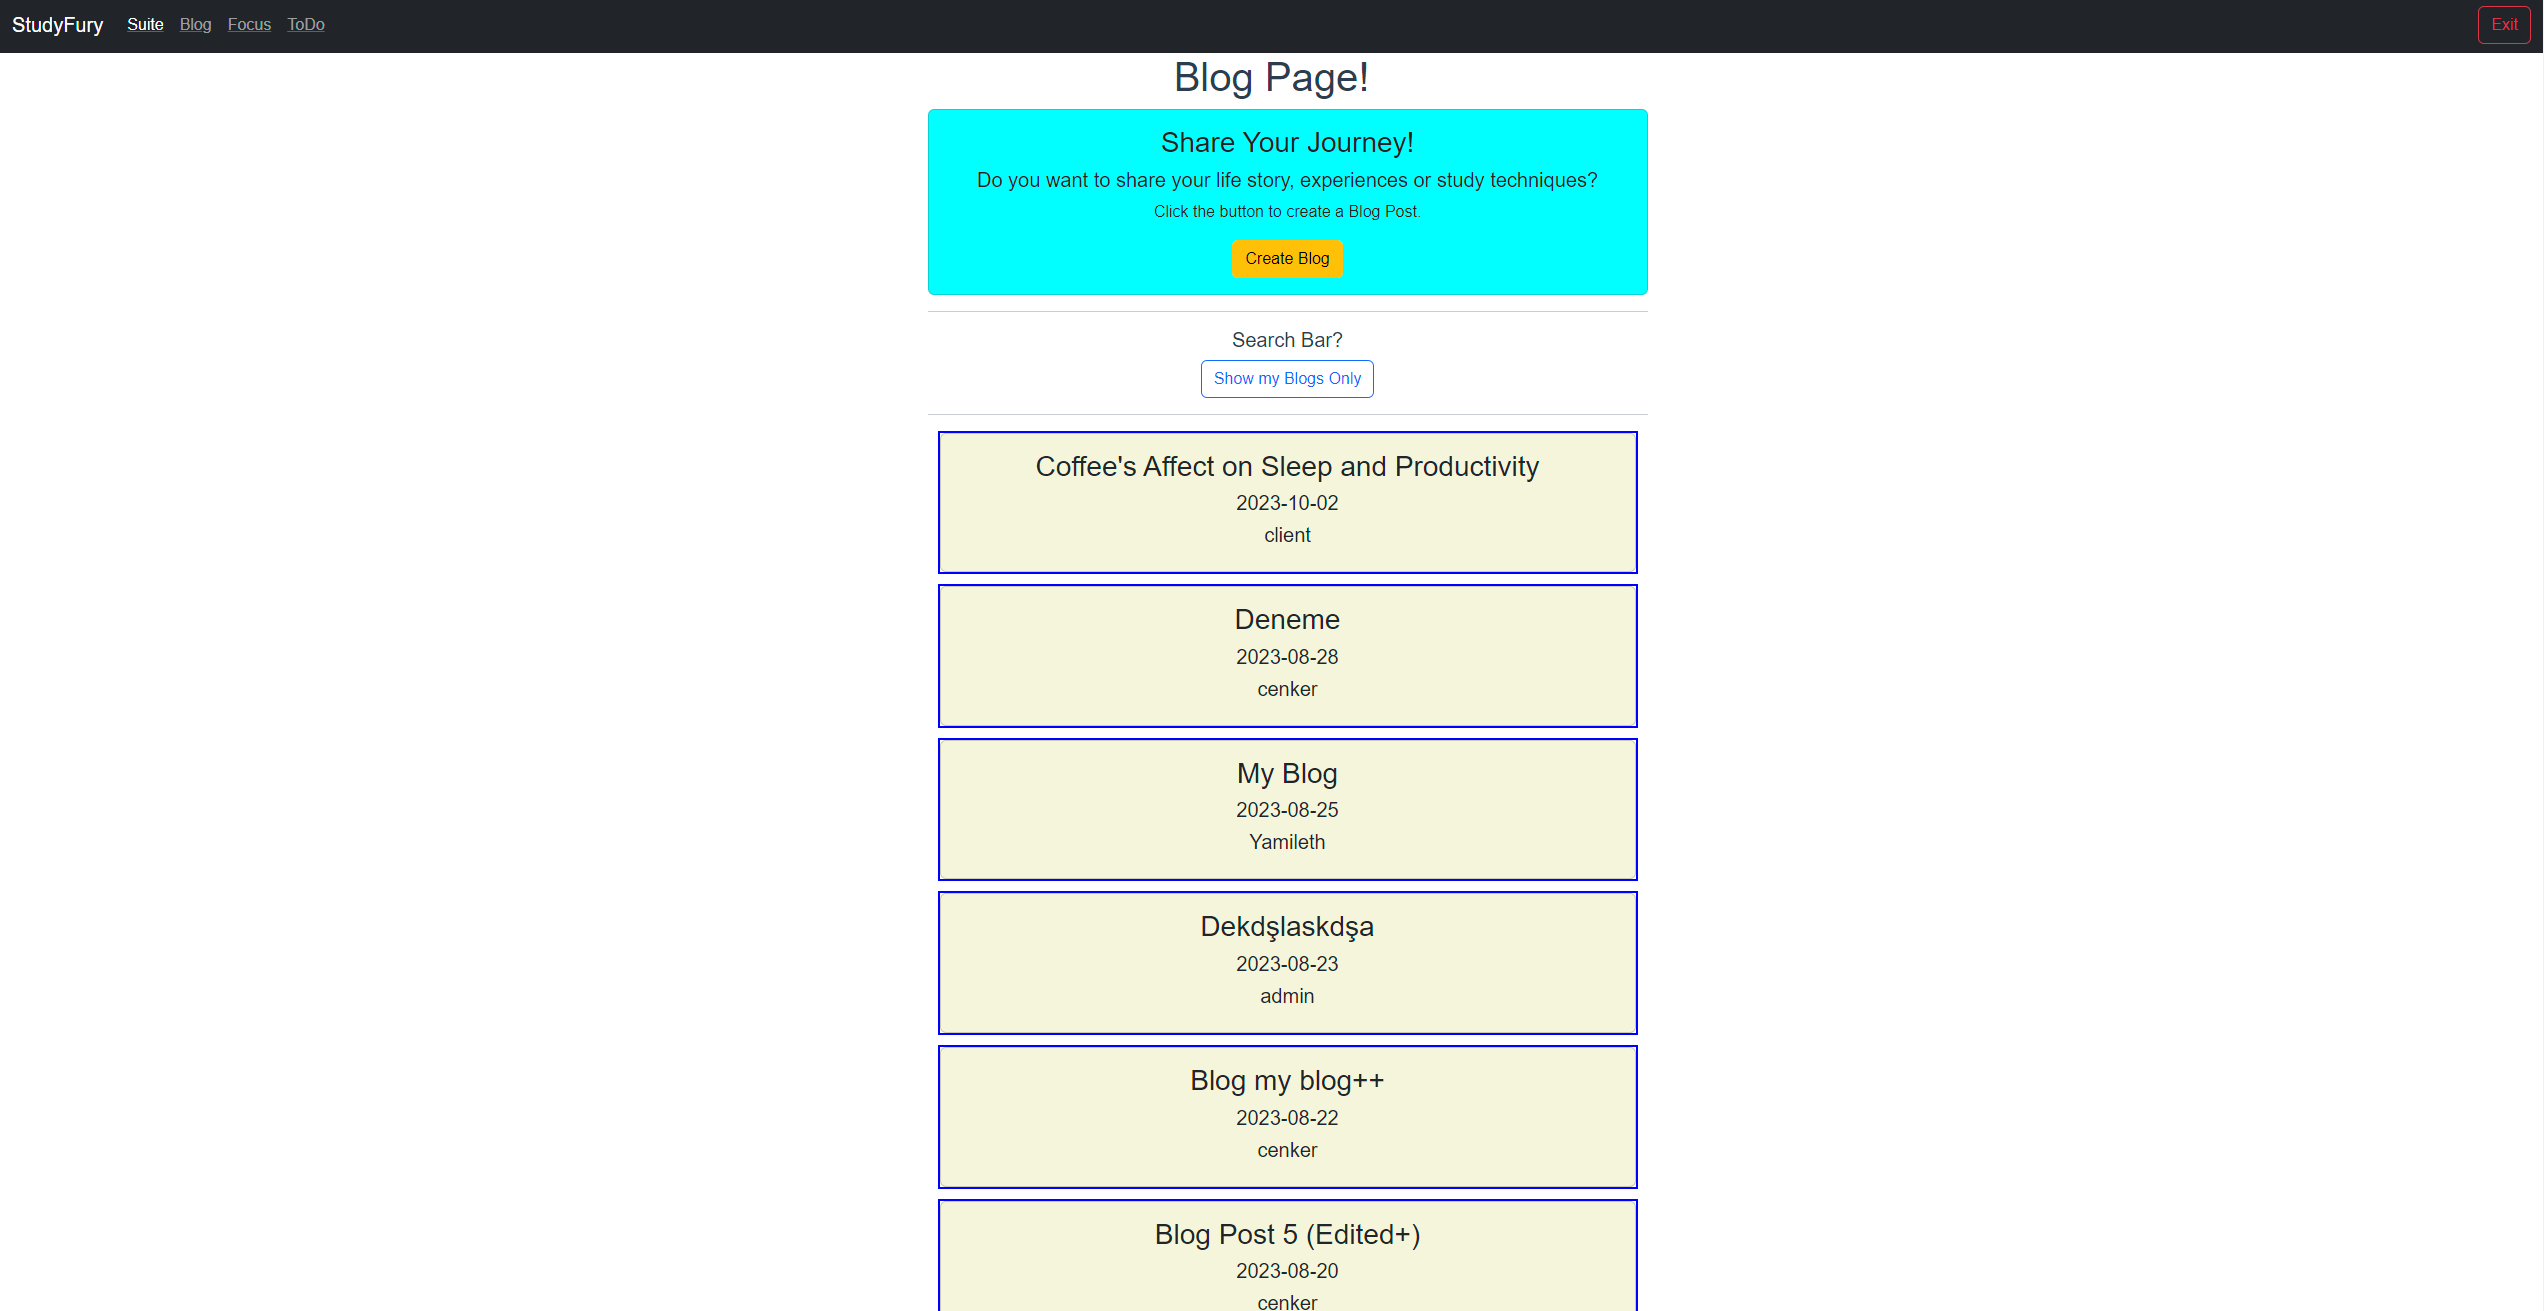 StudyFury Suite Blog Focus ToDo Exit
Blog Page!
Share Your Journey!
Do you want to share your life story, experiences or study techniques?
Click the button to create a Blog Post.
Create Blog
Search Bar?
Show my Blogs Only
Coffee's Affect on Sleep and Productivity
2023-10-02
client
Deneme
2023-08-28
cenker
My Blog
2023-08-25
Yamileth
Dekdşlaskdşa
2023-08-23
admin
Blog my blog++
2023-08-22
cenker
Blog Post 5 (Edited+)
2023-08-20
cenker